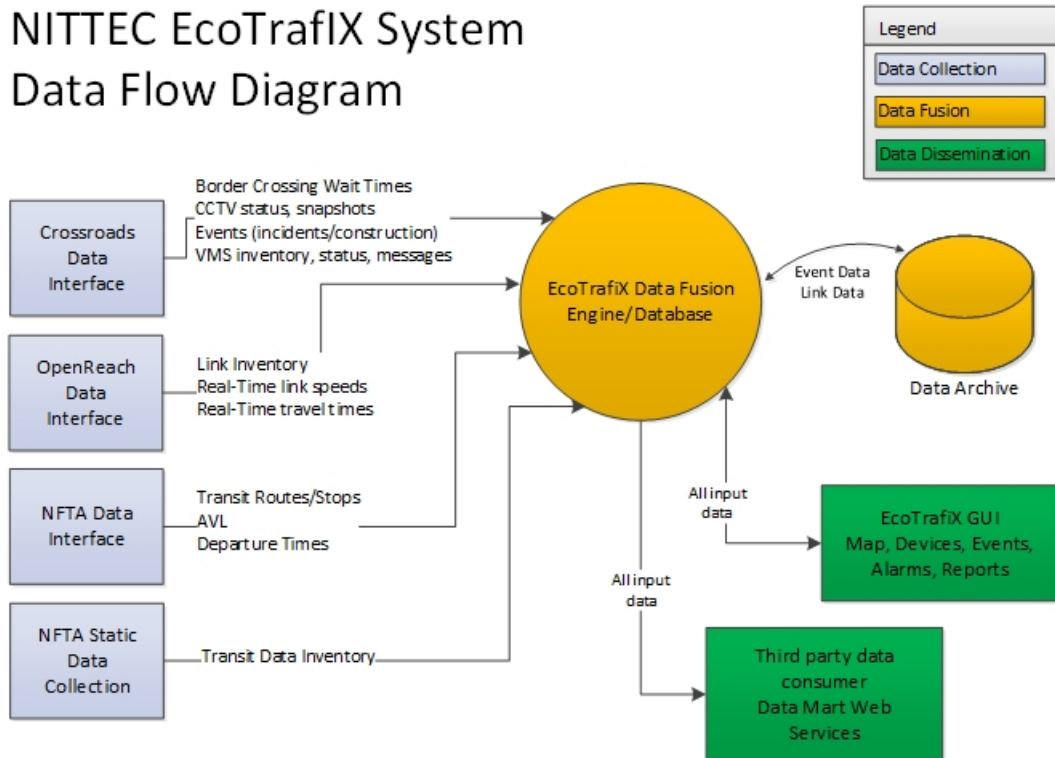 NITTEC EcoTrafIX System
Data Flow Diagram
Legend
Data Collection
Data Fusion
Data Dissemination
Crossroads
Data
Interface
Border Crossing Wait Times
CCTV status, snapshots
Events (incidents/construction)
VMS inventory, status, messages
OpenReach
Data
Interface
Link Inventory
Real-Time link speeds
Real-Time travel times
NFTA Data
Interface
Transit Routes/Stops
AVL
Departure Times
NFTA Static
Data
Collection
Transit Data Inventory
EcoTrafiX Data Fusion
Engine/Database
Event Data
Link Data
Data Archive
All input
data
EcoTrafiX GUI
Map, Devices, Events,
Alarms, Reports
All input
data
Third party data
consumer
Data Mart Web
Services